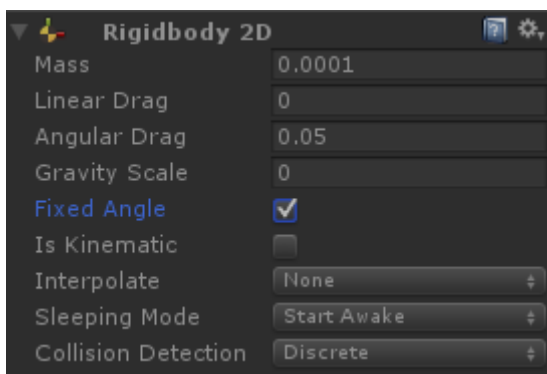 Rigidbody 2D
Mass 0.0001
Linear Drag 0
Angular Drag 0.05
Gravity Scale 0
Fixed Angle
Is Kinematic
Interpolate None
Sleeping Mode Start Awake
Collision Detection Discrete